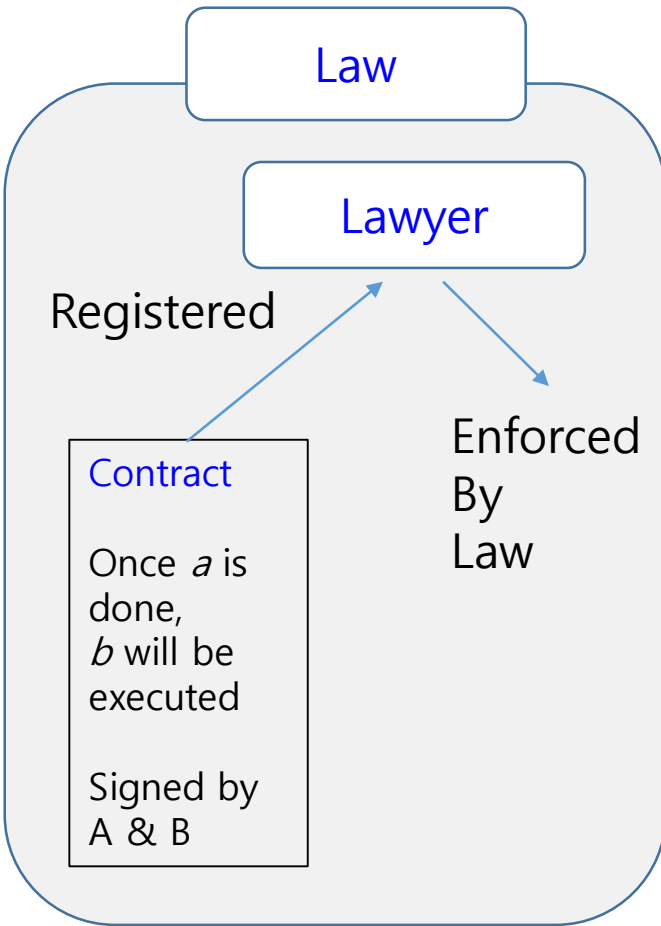 Law
Lawyer
Registered
Contract
Once a is
done,
b will be
executed
Signed by
A & B
Enforced
By
Law